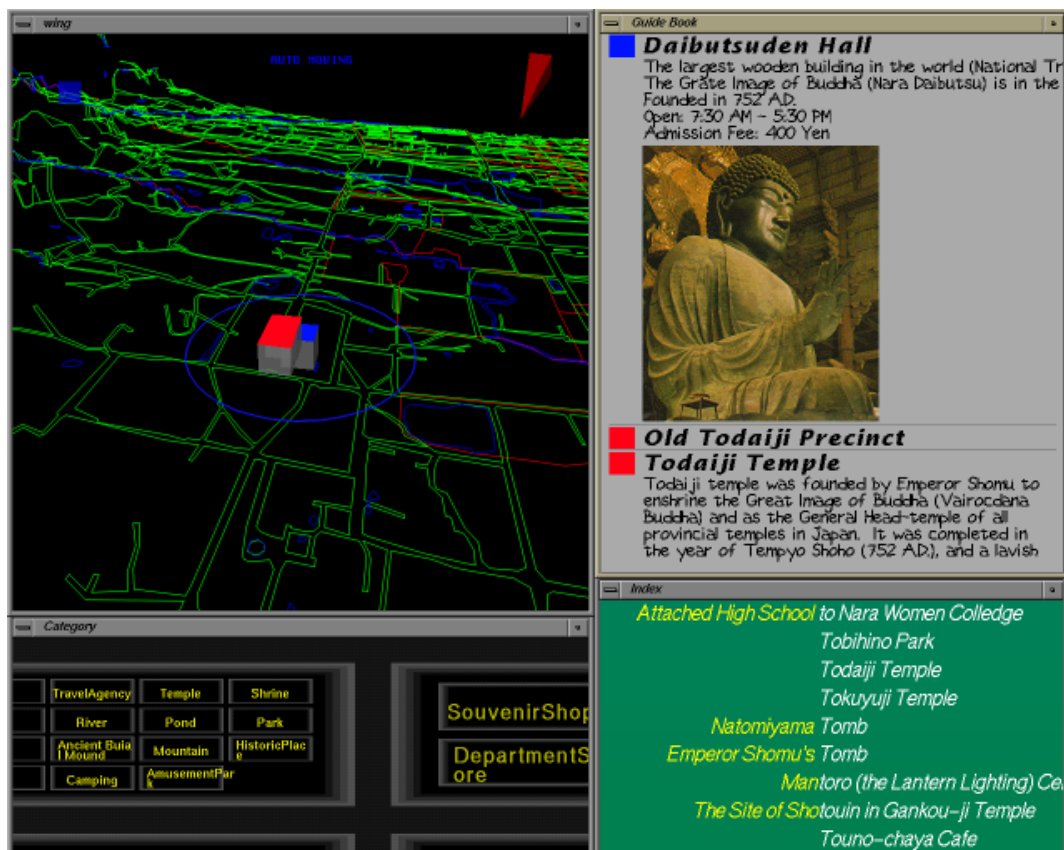 wing
AUTO MOVING
Guide Book
Daibutsuden Hall
The largest wooden building in the world (National Tr
The Grate Image of Buddha (Nara Daibutsu) is in the
Founded in 752 A.D.
Open: 7:30 AM - 5:30 PM
Admission Fee: 400 Yen
Old Todaiji Precinct
Todaiji Temple
Todaiji temple was founded by Emperor Shomu to
enshrine the Great Image of Buddha (Vairocdana
Buddha) and as the General Head-temple of all
provincial temples in Japan. It was completed in
the year of Tempyo Shoho (752 A.D.), and a lavish
Category
TravelAgency
Temple
Shrine
River
Pond
Park
Ancient Buia
l Mound
Mountain
HistoricPlac
e
Camping
AmusementPar
k
SouvenirShop
DepartmentS
ore
Index
Attached High School to Nara Women Colledge
Tobihino Park
Todaiji Temple
Tokuyuji Temple
Natomiyama Tomb
Emperor Shomu's Tomb
Mantoro (the Lantern Lighting) Ce
The Site of Shotouin in Gankou-ji Temple
Touno-chaya Cafe